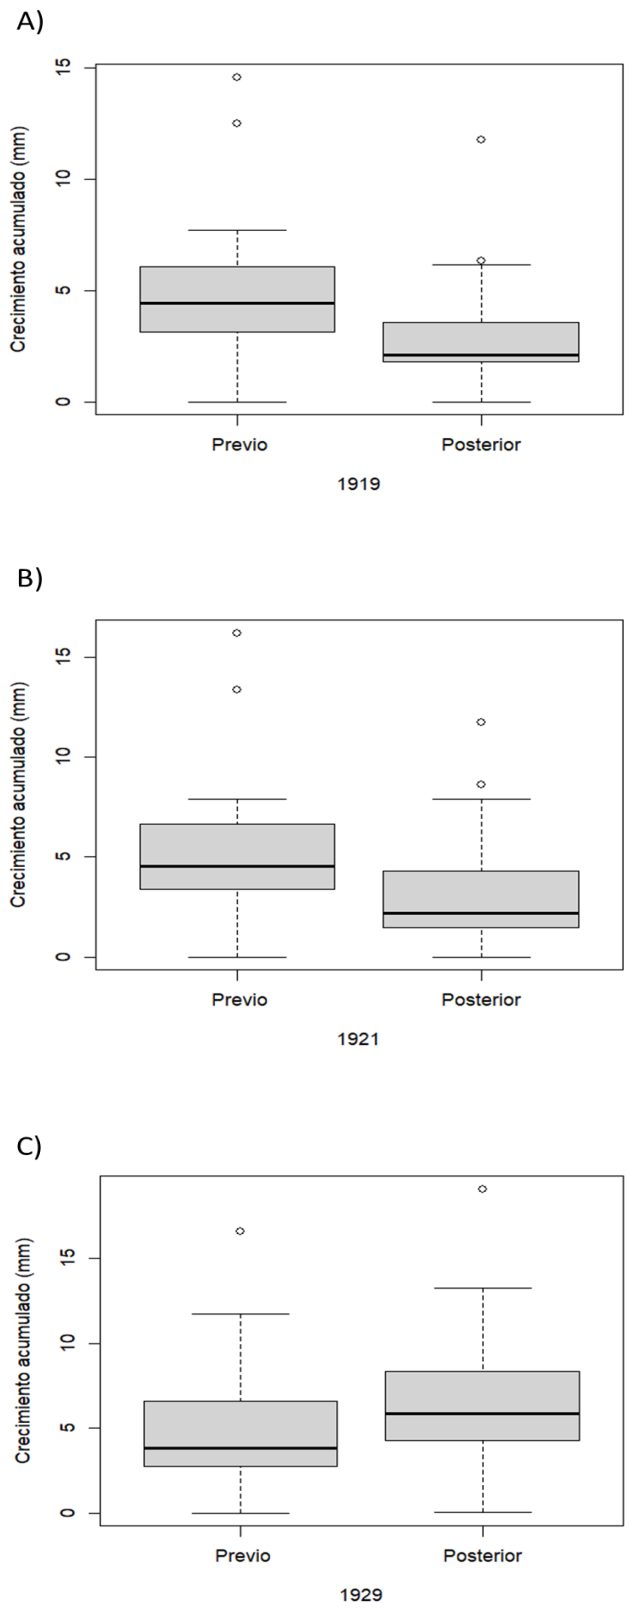 A)
Crecimiento acumulado (mm)
15
10
5
0
Previo Posterior
1919
B)
Crecimiento acumulado (mm)
15
10
5
0
Previo Posterior
1921
C)
Crecimiento acumulado (mm)
15
10
5
0
Previo Posterior
1929